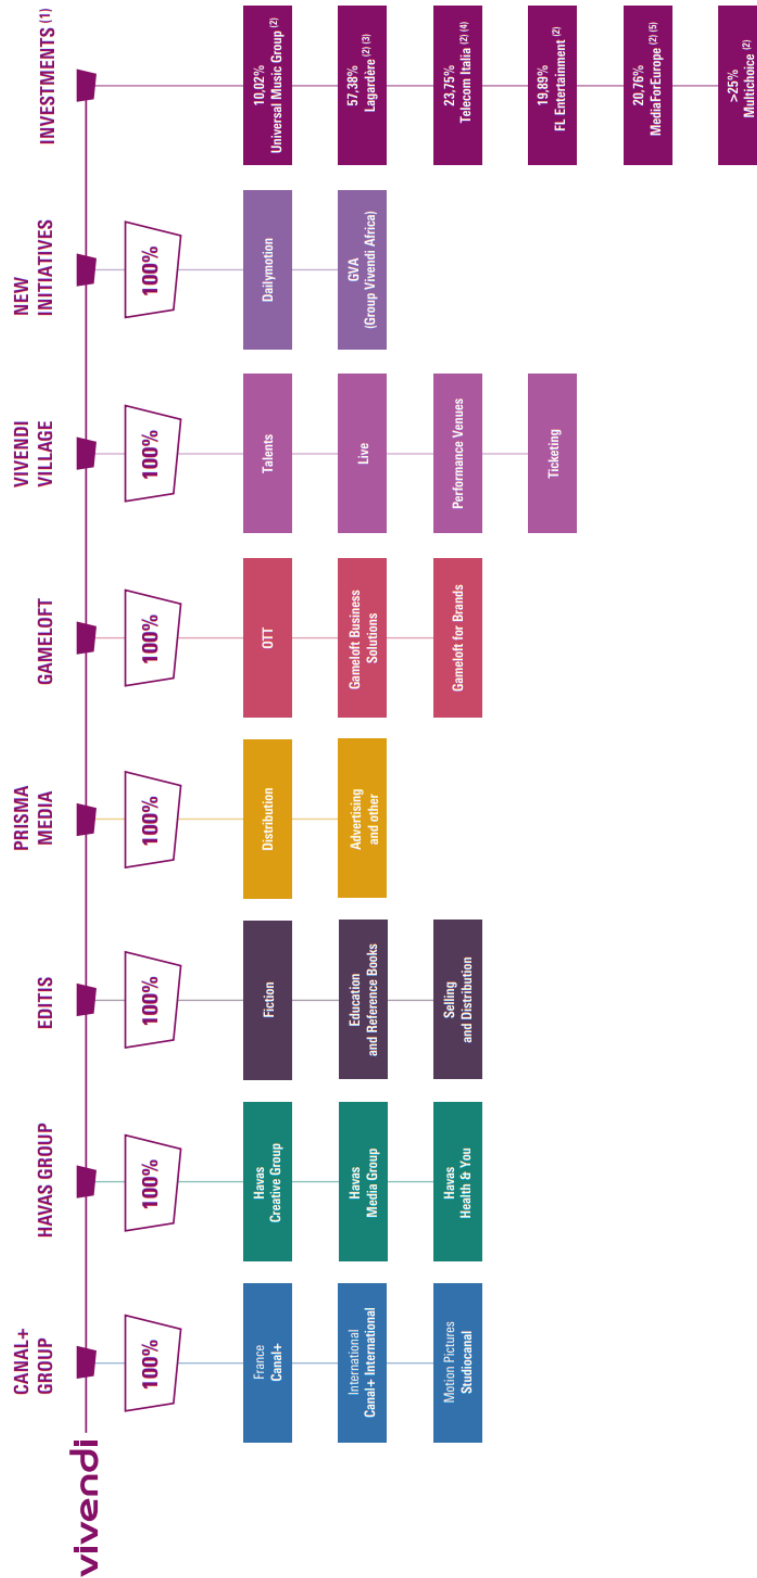 vivendi
CANAL+
GROUP
100%
France
Canal+
International
Canal+ International
Motion Pictures
Studiocanal
HAVAS GROUP
100%
Havas
Creative Group
Havas
Media Group
Havas
Health & You
EDITIS
100%
Fiction
Education
and Reference Books
Selling
and Distribution
PRISMA
MEDIA
100%
Distribution
Advertising
and other
GAMELOFT
100%
OTT
Gameloft Business
Solutions
Gameloft for Brands
VIVENDI
VILLAGE
100%
Talents
Live
Performance Venues
Ticketing
NEW
INITIATIVES
100%
Dailymotion
GVA
(Group Vivendi Africa)
INVESTMENTS (1)
10,02%
Universal Music Group (2)
57,38%
Lagardère (2) (3)
23,75%
Telecom Italia (2) (4)
19,89%
FL Entertainment (2)
20,76%
MediaForEurope (2) (5)
>25%
Multichoice (2)